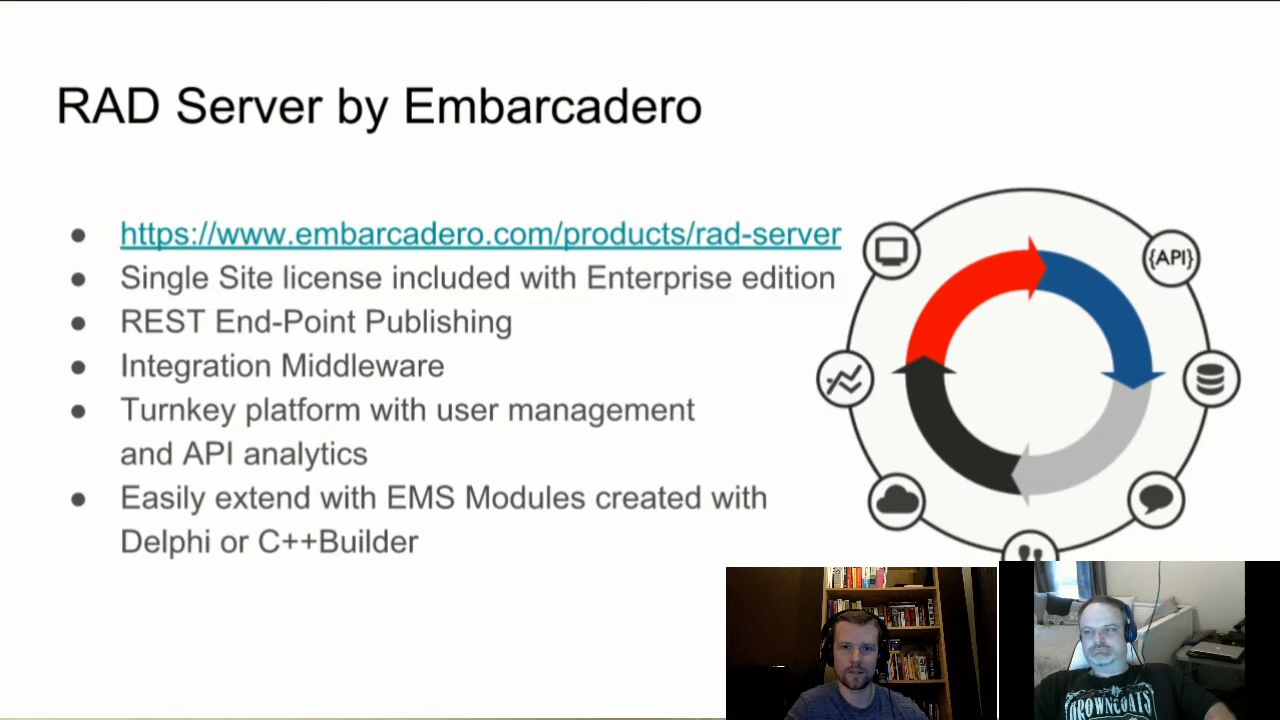 RAD Server by Embarcadero
● https://www.embarcadero.com/products/rad-server
● Single Site license included with Enterprise edition
● REST End-Point Publishing
● Integration Middleware
● Turnkey platform with user management
and API analytics
● Easily extend with EMS Modules created with
Delphi or C++Builder
{API}
BROWNCOATS